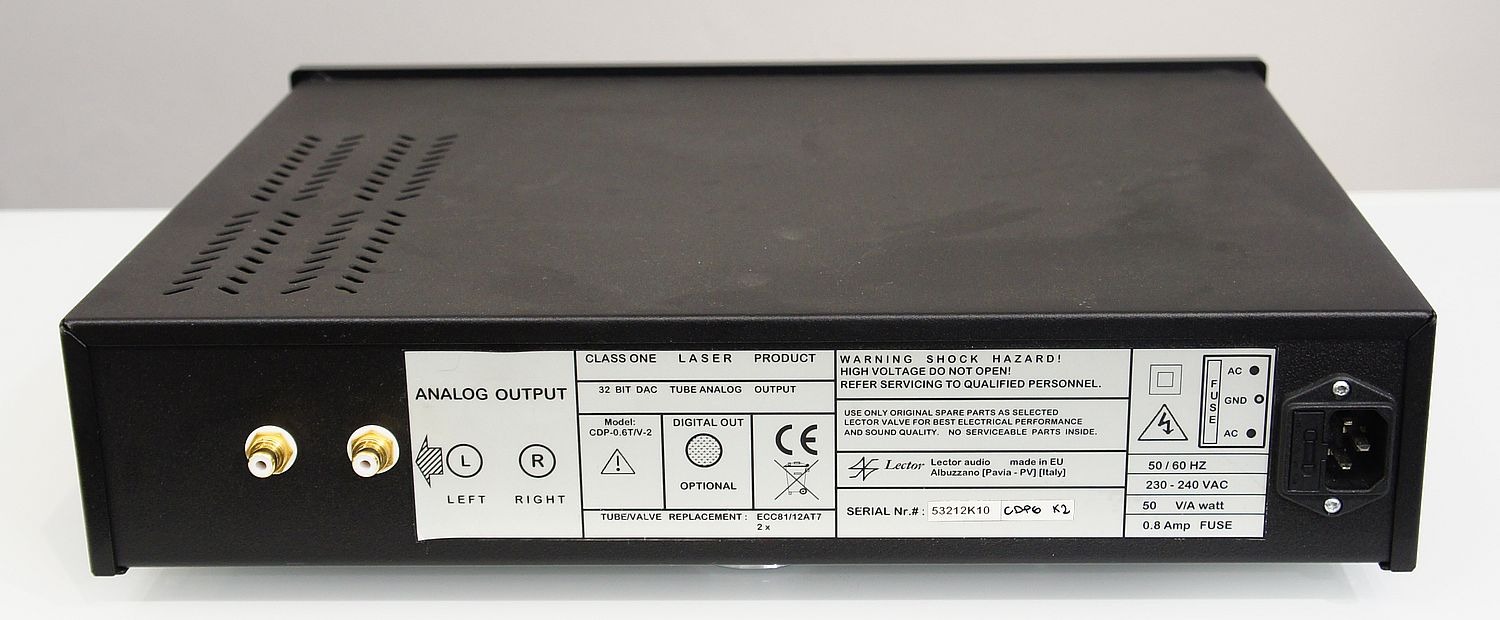 ANALOG OUTPUT
L
R
LEFT RIGHT
CLASS ONE LASER PRODUCT
32 BIT DAC TUBE ANALOG OUTPUT
Model:
CDP-0.6T/V-2
DIGITAL OUT
OPTIONAL
CE
TUBE/VALVE REPLACEMENT : ECC81/12AT7
2 x
WARNING SHOCK HAZARD!
HIGH VOLTAGE DO NOT OPEN!
REFER SERVICING TO QUALIFIED PERSONNEL.
USE ONLY ORIGINAL SPARE PARTS AS SELECTED
LECTOR VALVE FOR BEST ELECTRICAL PERFORMANCE
AND SOUND QUALITY. NO SERVICEABLE PARTS INSIDE.
Lector
Lector audio made in EU
Albuzzano [Pavia - PV] [Italy]
SERIAL Nr.# : 53212K10 CDP6 K2
FUSE
AC
GND
AC
50 / 60 HZ
230 - 240 VAC
50 V/A watt
0.8 Amp FUSE